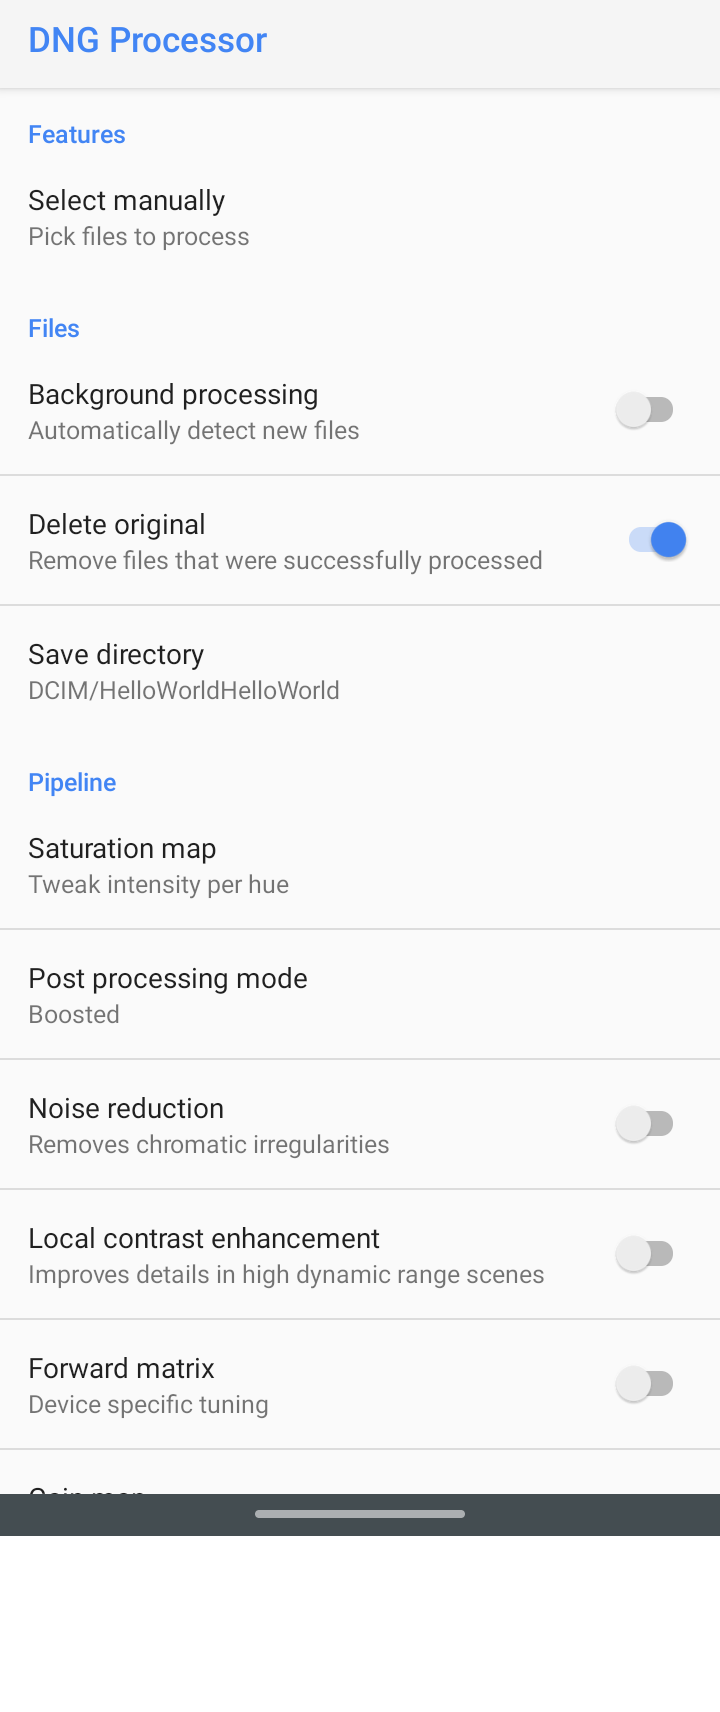 DNG Processor
Features
Select manually
Pick files to process
Files
Background processing
Automatically detect new files
Delete original
Remove files that were successfully processed
Save directory
DCIM/HelloWorldHelloWorld
Pipeline
Saturation map
Tweak intensity per hue
Post processing mode
Boosted
Noise reduction
Removes chromatic irregularities
Local contrast enhancement
Improves details in high dynamic range scenes
Forward matrix
Device specific tuning